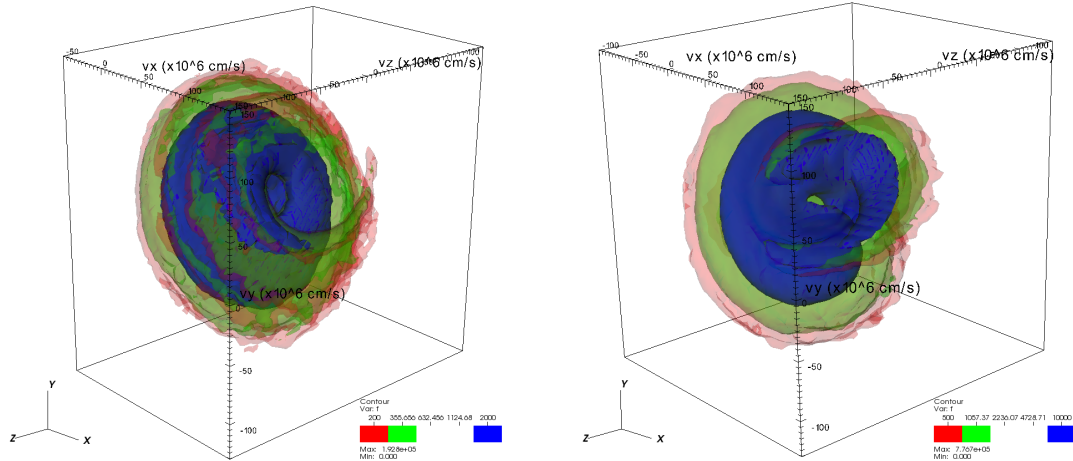 vx (x10^6 cm/s)
vz (x10^6 cm/s)
-50
0
50
100
150
100
50
0
-50
-100
vy (x10^6 cm/s)
Y
Z
X
Contour
Var: f
200 355.656 632.456 1124.68 2000
Max: 1.928e+05
Min: 0.000
vx (x10^6 cm/s)
vz (x10^6 cm/s)
-100
-50
0
50
100
150
100
50
0
-50
-100
vy (x10^6 cm/s)
Y
Z
X
Contour
Var: f
500 1057.37 2236.07 4728.71 10000
Max: 7.767e+05
Min: 0.000